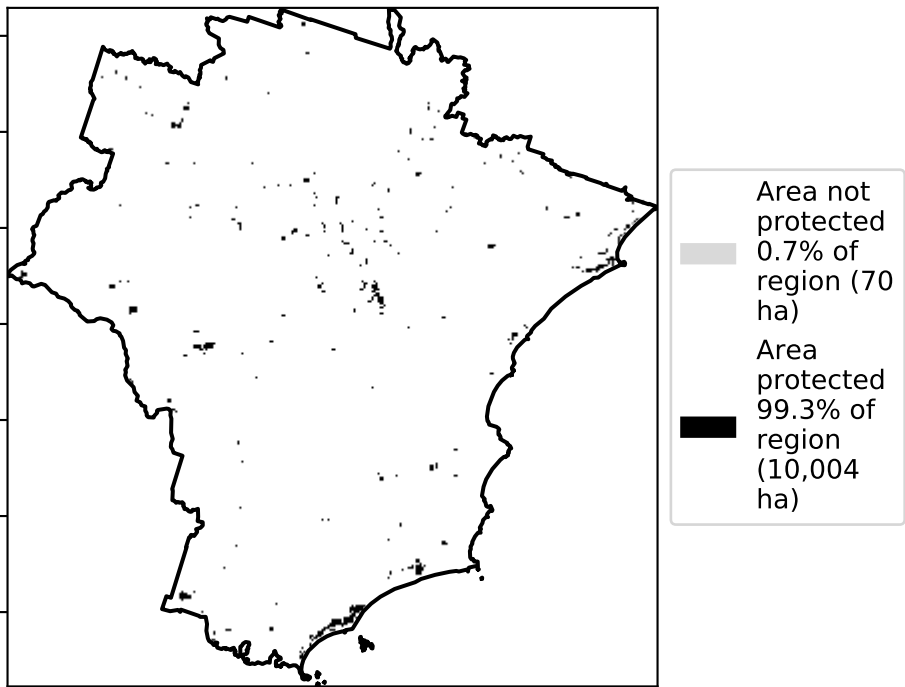 Area not
protected
0.7% of
region (70
ha)
Area
protected
99.3% of
region
(10,004
ha)